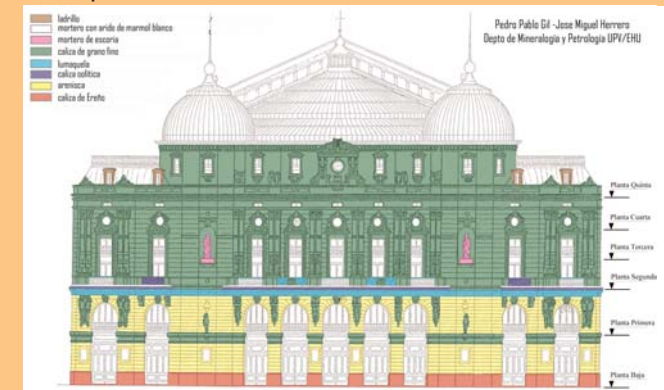 ladrillo
mortero con arido de marmol blanco
mortero de escoria
caliza de grano fino
lumaquela
caliza oolitica
arenisca
caliza de Ereño
Pedro Pablo Gil -Jose Miguel Herrero
Depto de Mineralogia y Petrologia UPV/EHU
Planta Quinta
Planta Cuarta
Planta Tercera
Planta Segunda
Planta Primera
Planta Baja